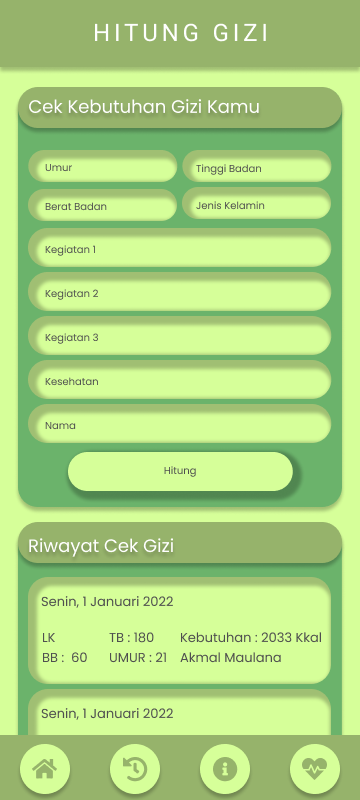 HITUNG GIZI
Cek Kebutuhan Gizi Kamu
Umur
Tinggi Badan
Berat Badan
Jenis Kelamin
Kegiatan 1
Kegiatan 2
Kegiatan 3
Kesehatan
Nama
Hitung
Riwayat Cek Gizi
Senin, 1 Januari 2022
LK TB : 180 Kebutuhan : 2033 Kkal
BB : 60 UMUR : 21 Akmal Maulana
Senin, 1 Januari 2022